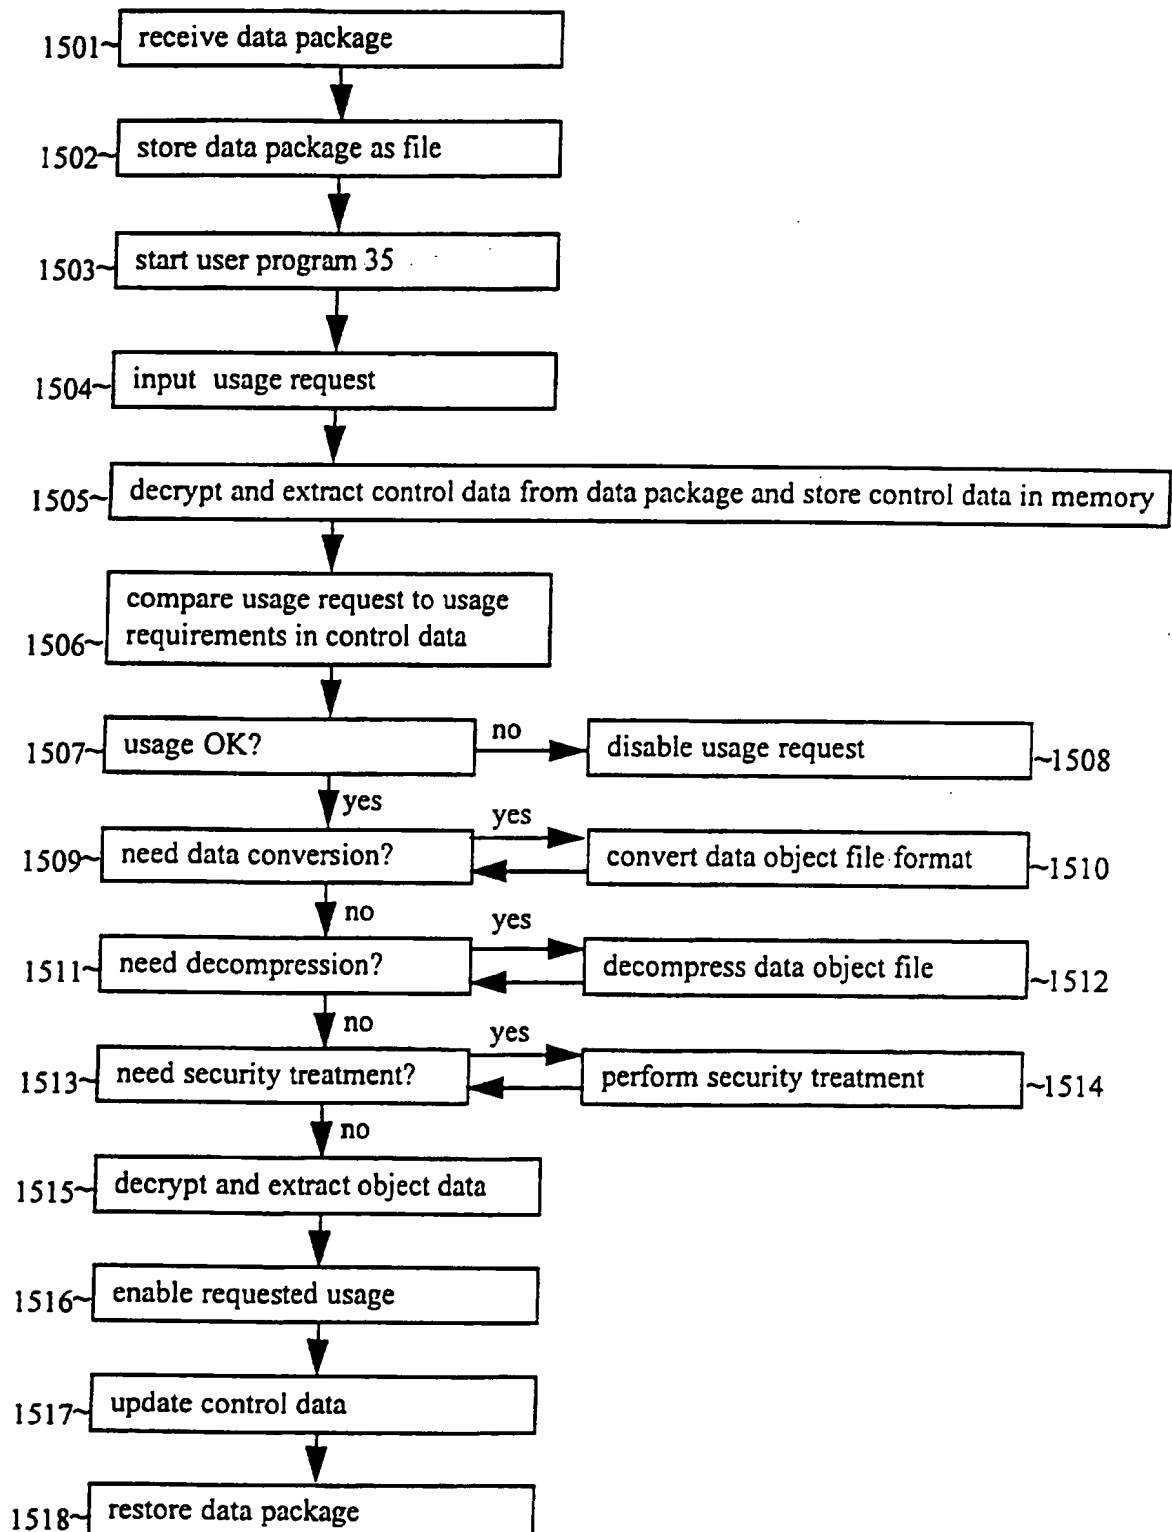 1501~ receive data package
1502~ store data package as file
1503~ start user program 35
1504~ input usage request
1505~ decrypt and extract control data from data package and store control data in memory
compare usage request to usage
1506~ requirements in control data
1507~ usage OK?
no
disable usage request
~1508
yes
1509~ need data conversion?
yes
convert data object file format
~1510
no
1511~ need decompression?
yes
decompress data object file
~1512
no
1513~ need security treatment?
yes
perform security treatment
~1514
no
1515~ decrypt and extract object data
1516~ enable requested usage
1517~ update control data
1518~ restore data package